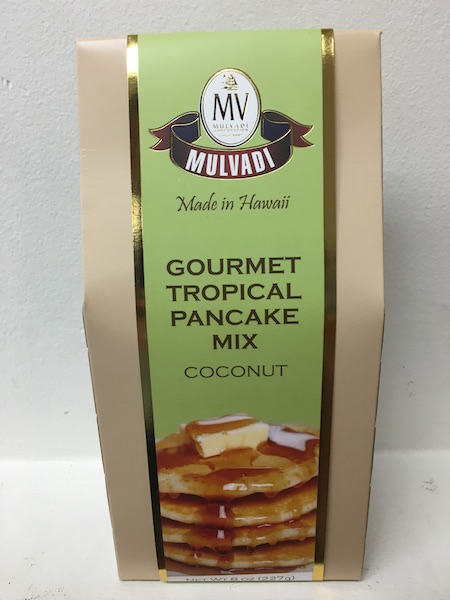 MV
MULVADI
MULVADI
Made in Hawaii
GOURMET
TROPICAL
PANCAKE
MIX
COCONUT
NET WT 8 OZ (227g)